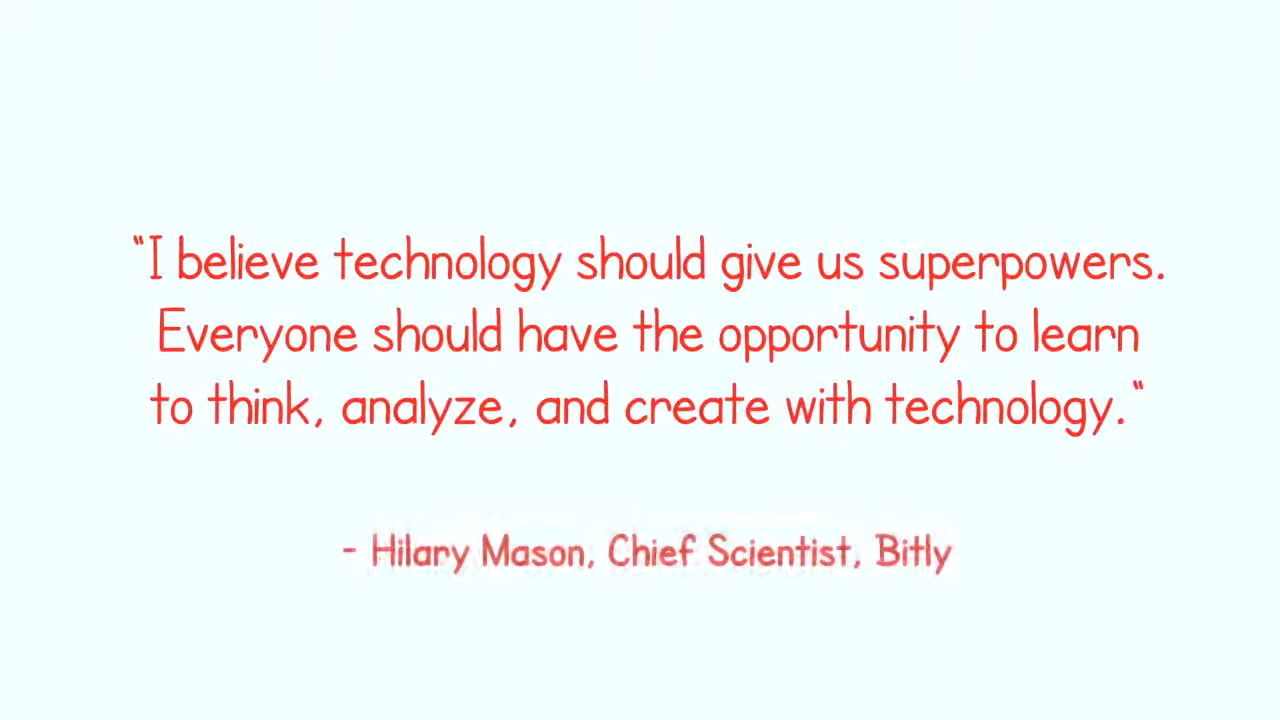 "I believe technology should give us superpowers.
Everyone should have the opportunity to learn
to think, analyze, and create with technology."
- Hilary Mason, Chief Scientist, Bitly